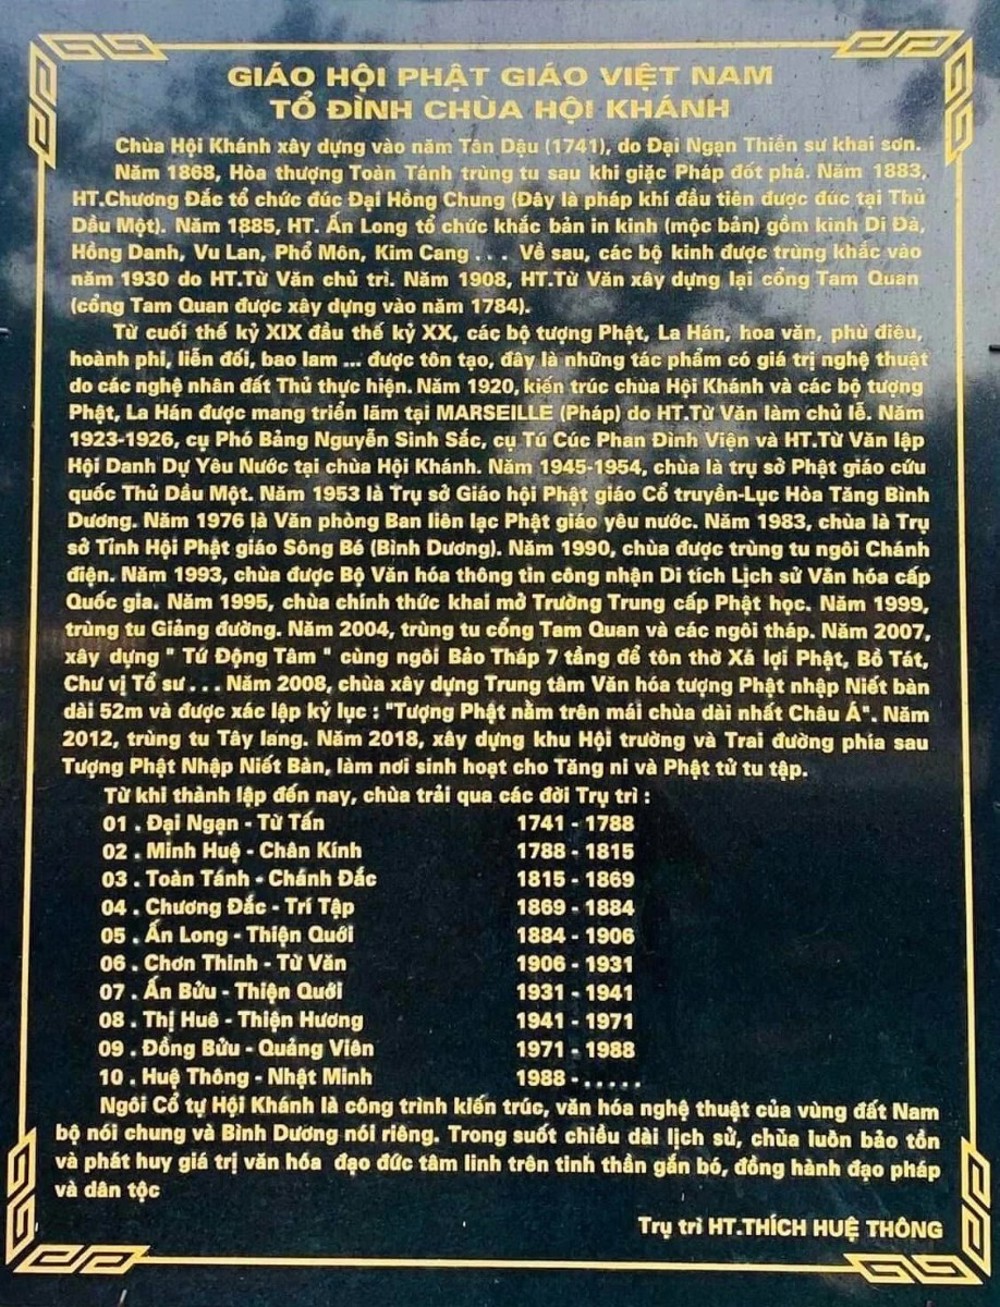 GIÁO HỘI PHẬT GIÁO VIỆT NAM
TỔ ĐÌNH CHÙA HỘI KHÁNH
Chùa Hội Khánh xây dựng vào năm Tân Dậu (1741), do Đại Ngạn Thiền sư khai sơn.
Năm 1868, Hòa thượng Toàn Tánh trùng tu sau khi giặc Pháp đốt phá. Năm 1883,
HT.Chương Đắc tổ chức đúc Đại Hồng Chung (Đây là pháp khí đầu tiên được đúc tại Thủ
Dầu Một). Năm 1885, HT. Ấn Long tổ chức khắc bản in kinh (mộc bản) gồm kinh Di Đà,
Hồng Danh, Vu Lan, Phổ Môn, Kim Cang . . . Về sau, các bộ kinh được trùng khắc vào
năm 1930 do HT.Từ Văn chủ trì. Năm 1908, HT.Từ Văn xây dựng lại cổng Tam Quan
(cổng Tam Quan được xây dựng vào năm 1784).
Từ cuối thế kỷ XIX đầu thế kỷ XX, các bộ tượng Phật, La Hán, hoa văn, phù điêu,
hoành phi, liễn đối, bao lam ... được tôn tạo, đây là những tác phẩm có giá trị nghệ thuật
do các nghệ nhân đất Thủ thực hiện. Năm 1920, kiến trúc chùa Hội Khánh và các bộ tượng
Phật, La Hán được mang triển lãm tại MARSEILLE (Pháp) do HT.Từ Văn làm chủ lễ. Năm
1923-1926, cụ Phó Bảng Nguyễn Sinh Sắc, cụ Tú Cúc Phan Đình Viện và HT.Từ Văn lập
Hội Danh Dự Yêu Nước tại chùa Hội Khánh. Năm 1945-1954, chùa là trụ sở Phật giáo cứu
quốc Thủ Dầu Một. Năm 1953 là Trụ sở Giáo hội Phật giáo Cổ truyền-Lục Hòa Tăng Bình
Dương. Năm 1976 là Văn phòng Ban liên lạc Phật giáo yêu nước. Năm 1983, chùa là Trụ
sở Tỉnh Hội Phật giáo Sông Bé (Bình Dương). Năm 1990, chùa được trùng tu ngôi Chánh
điện. Năm 1993, chùa được Bộ Văn hóa thông tin công nhận Di tích Lịch sử Văn hóa cấp
Quốc gia. Năm 1995, chùa chính thức khai mở Trường Trung cấp Phật học. Năm 1999,
trùng tu Giảng đường. Năm 2004, trùng tu cổng Tam Quan và các ngôi tháp. Năm 2007,
xây dựng " Tứ Động Tâm " cùng ngôi Bảo Tháp 7 tầng để tôn thờ Xá lợi Phật, Bồ Tát,
Chư vị Tổ sư . . . Năm 2008, chùa xây dựng Trung tâm Văn hóa tượng Phật nhập Niết bàn
dài 52m và được xác lập kỷ lục : "Tượng Phật nằm trên mái chùa dài nhất Châu Á". Năm
2012, trùng tu Tây lang. Năm 2018, xây dựng khu Hội trường và Trai đường phía sau
Tượng Phật Nhập Niết Bàn, làm nơi sinh hoạt cho Tăng ni và Phật tử tu tập.
Từ khi thành lập đến nay, chùa trải qua các đời Trụ trì :
01 . Đại Ngạn - Từ Tấn 1741 - 1788
02 . Minh Huệ - Chân Kính 1788 - 1815
03 . Toàn Tánh - Chánh Đắc 1815 - 1869
04 . Chương Đắc - Trí Tập 1869 - 1884
05 . Ấn Long - Thiện Quới 1884 - 1906
06 . Chơn Thinh - Từ Văn 1906 - 1931
07 . Ấn Bửu - Thiện Quới 1931 - 1941
08 . Thị Huê - Thiện Hương 1941 - 1971
09 . Đồng Bửu - Quảng Viên 1971 - 1988
10 . Huệ Thông - Nhật Minh 1988 - . . . . .
Ngôi Cổ tự Hội Khánh là công trình kiến trúc, văn hóa nghệ thuật của vùng đất Nam
bộ nói chung và Bình Dương nói riêng. Trong suốt chiều dài lịch sử, chùa luôn bảo tồn
và phát huy giá trị văn hóa đạo đức tâm linh trên tinh thần gắn bó, đồng hành đạo pháp
và dân tộc
Trụ trì HT.THÍCH HUỆ THÔNG